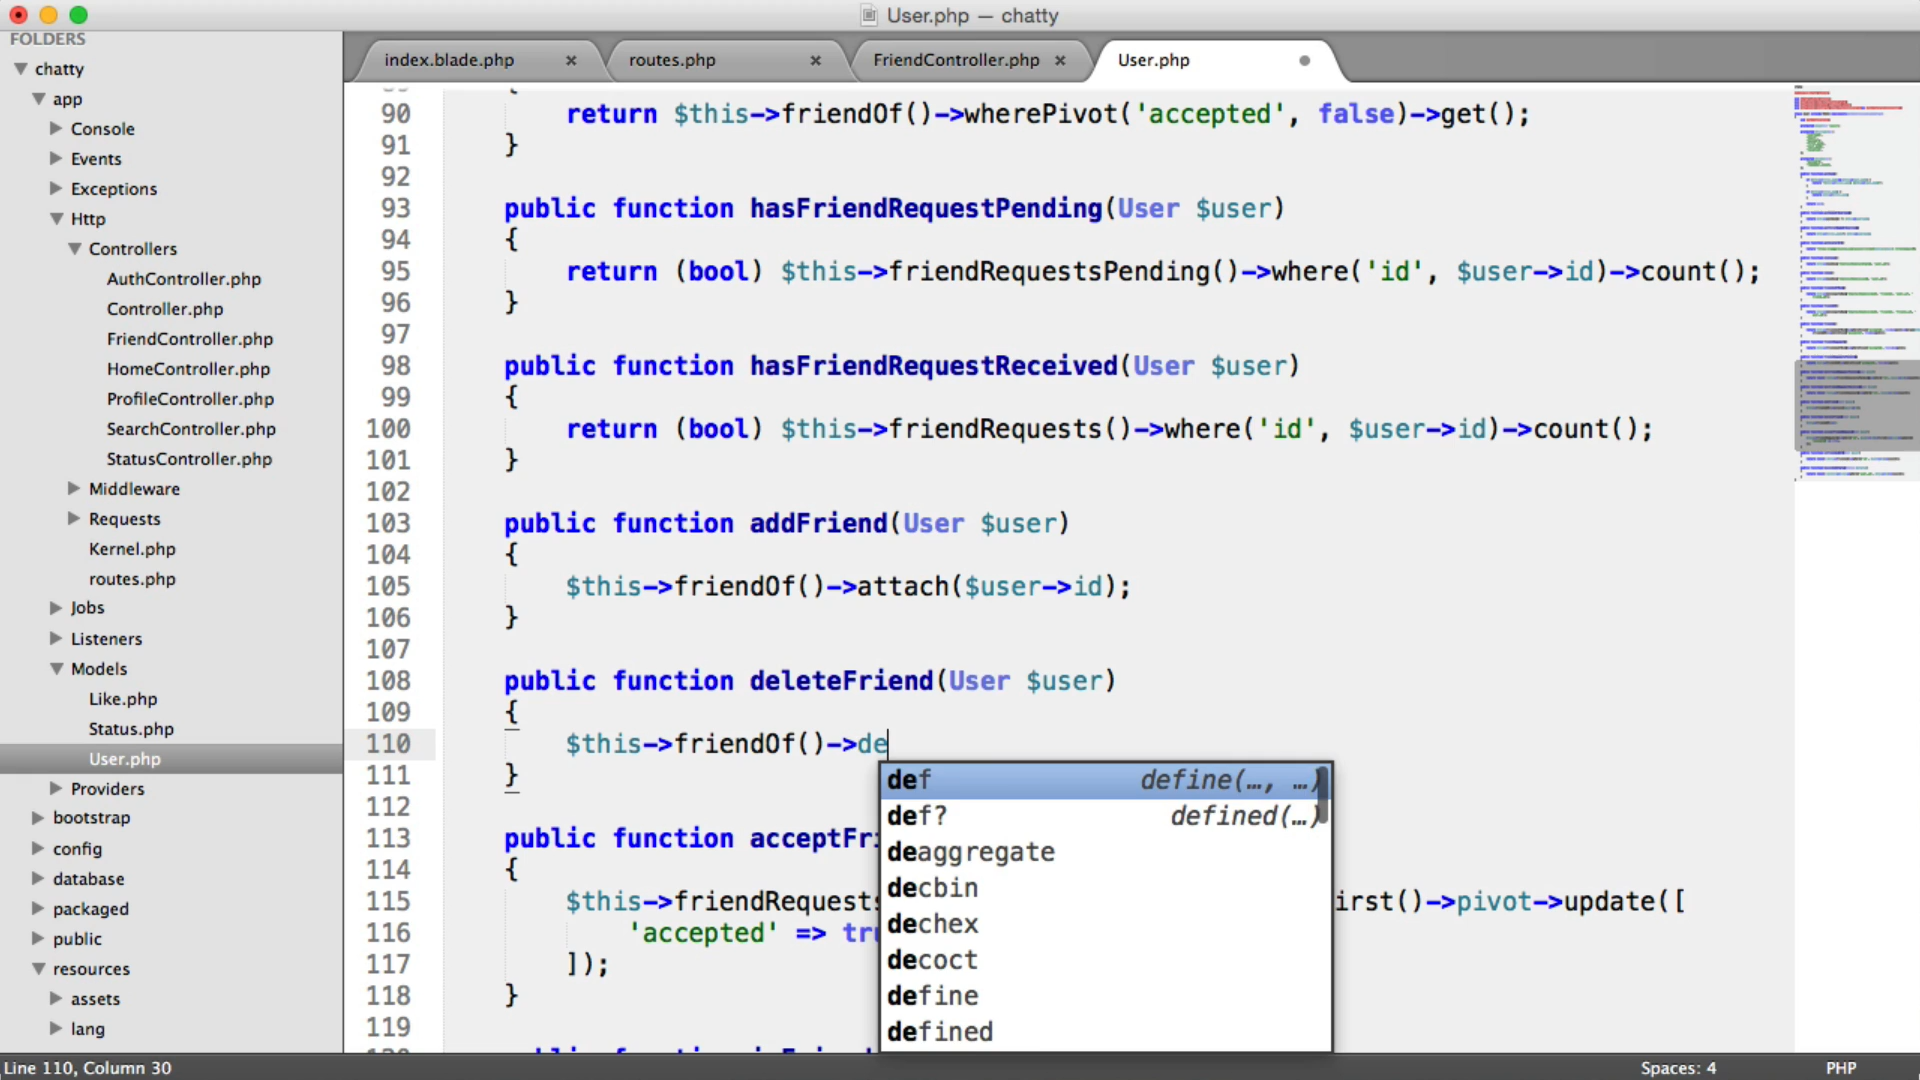 User.php — chatty
FOLDERS
chatty
app
Console
Events
Exceptions
Http
Controllers
AuthController.php
Controller.php
FriendController.php
HomeController.php
ProfileController.php
SearchController.php
StatusController.php
Middleware
Requests
Kernel.php
routes.php
Jobs
Listeners
Models
Like.php
Status.php
User.php
Providers
bootstrap
config
database
packaged
public
resources
assets
lang
index.blade.php
routes.php
FriendController.php
User.php
90 return $this->friendOf()->wherePivot('accepted', false)->get();
91 }
92
93 public function hasFriendRequestPending(User $user)
94 {
95 return (bool) $this->friendRequestsPending()->where('id', $user->id)->count();
96 }
97
98 public function hasFriendRequestReceived(User $user)
99 {
100 return (bool) $this->friendRequests()->where('id', $user->id)->count();
101 }
102
103 public function addFriend(User $user)
104 {
105 $this->friendOf()->attach($user->id);
106 }
107
108 public function deleteFriend(User $user)
109 {
110 $this->friendOf()->de
111 }
112
113 public function acceptFri
114 {
115 $this->friendRequests irst()->pivot->update([
116 'accepted' => tru
117 ]);
118 }
119
def define(…, …)
def? defined(…)
deaggregate
decbin
dechex
decoct
define
defined
Line 110, Column 30
Spaces: 4
PHP